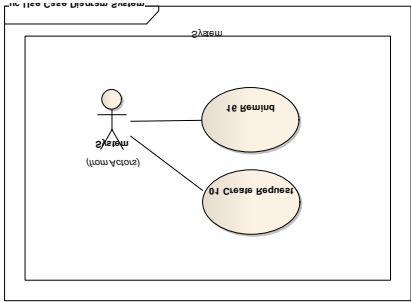 uc Use Case Diagram System
System
16 Remind
System
(from Actors)
01 Create Request